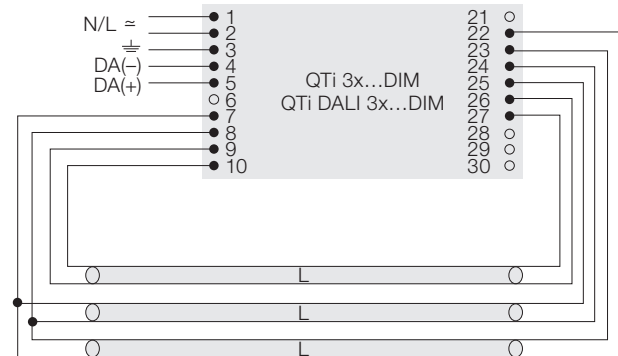 N/L ≃
DA(–)
DA(+)
1
2
3
4
5
6
7
8
9
10
QTi 3x...DIM
QTi DALI 3x...DIM
21
22
23
24
25
26
27
28
29
30
L
L
L